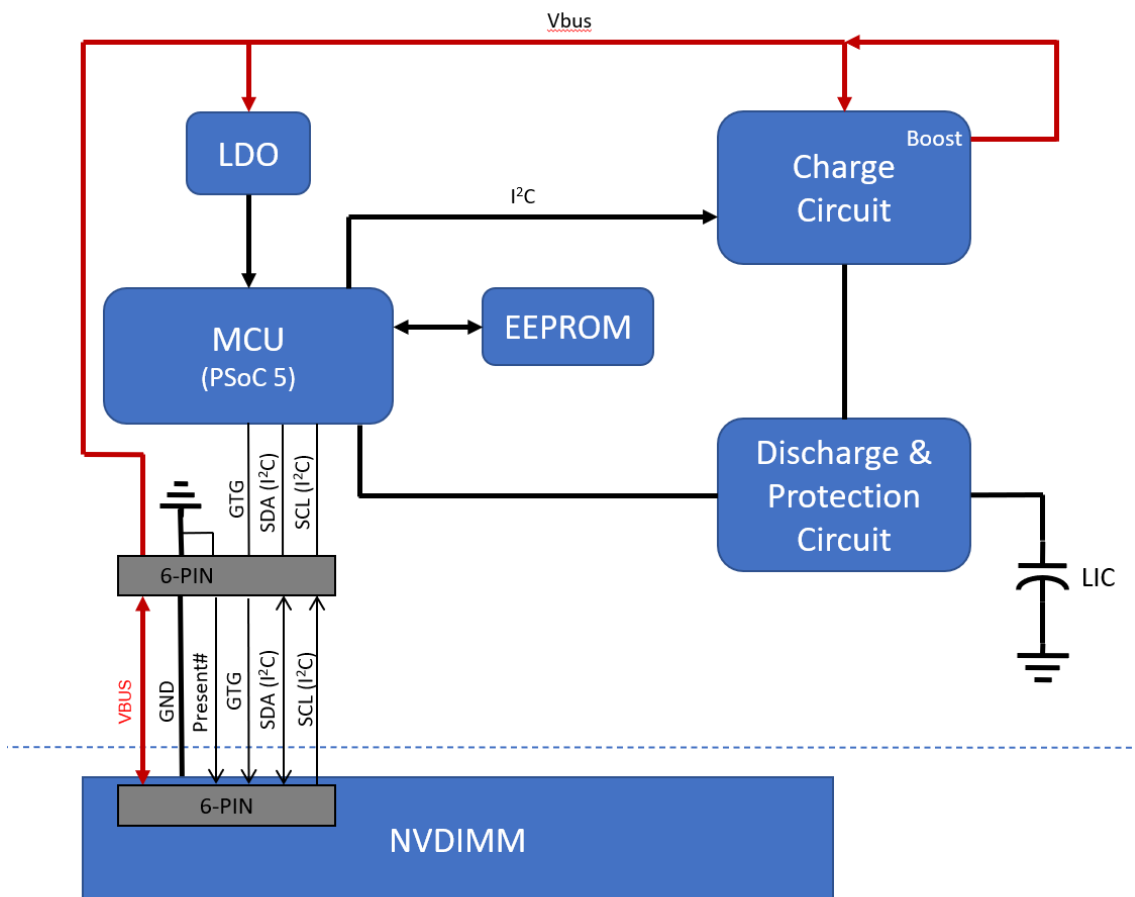 Vbus
LDO
Boost
Charge
Circuit
I²C
MCU
(PSoC 5)
EEPROM
GTG
SDA (I²C)
SCL (I²C)
Discharge &
Protection
Circuit
LIC
6-PIN
VBUS
GND
Present#
GTG
SDA (I²C)
SCL (I²C)
6-PIN
NVDIMM